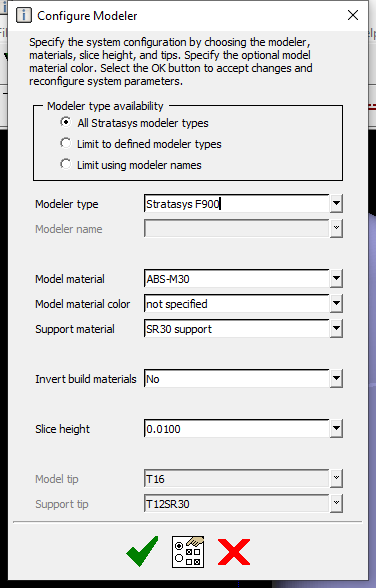 Configure Modeler
Specify the system configuration by choosing the modeler,
materials, slice height, and tips. Specify the optional model
material color. Select the OK button to accept changes and
reconfigure system parameters.
Modeler type availability
All Stratasys modeler types
Limit to defined modeler types
Limit using modeler names
Modeler type Stratasys F900
Modeler name
Model material ABS-M30
Model material color not specified
Support material SR30 support
Invert build materials No
Slice height 0.0100
Model tip T16
Support tip T12SR30